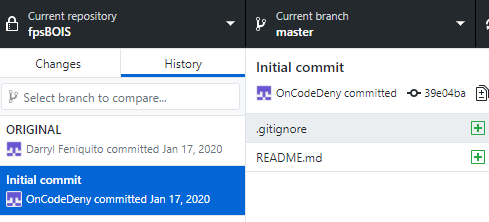 Current repository
fpsBOIS
Current branch
master
Changes
History
Select branch to compare...
ORIGINAL
Darryl Feniquito committed Jan 17, 2020
Initial commit
OnCodeDeny committed Jan 17, 2020
Initial commit
OnCodeDeny committed 39e04ba
.gitignore
README.md